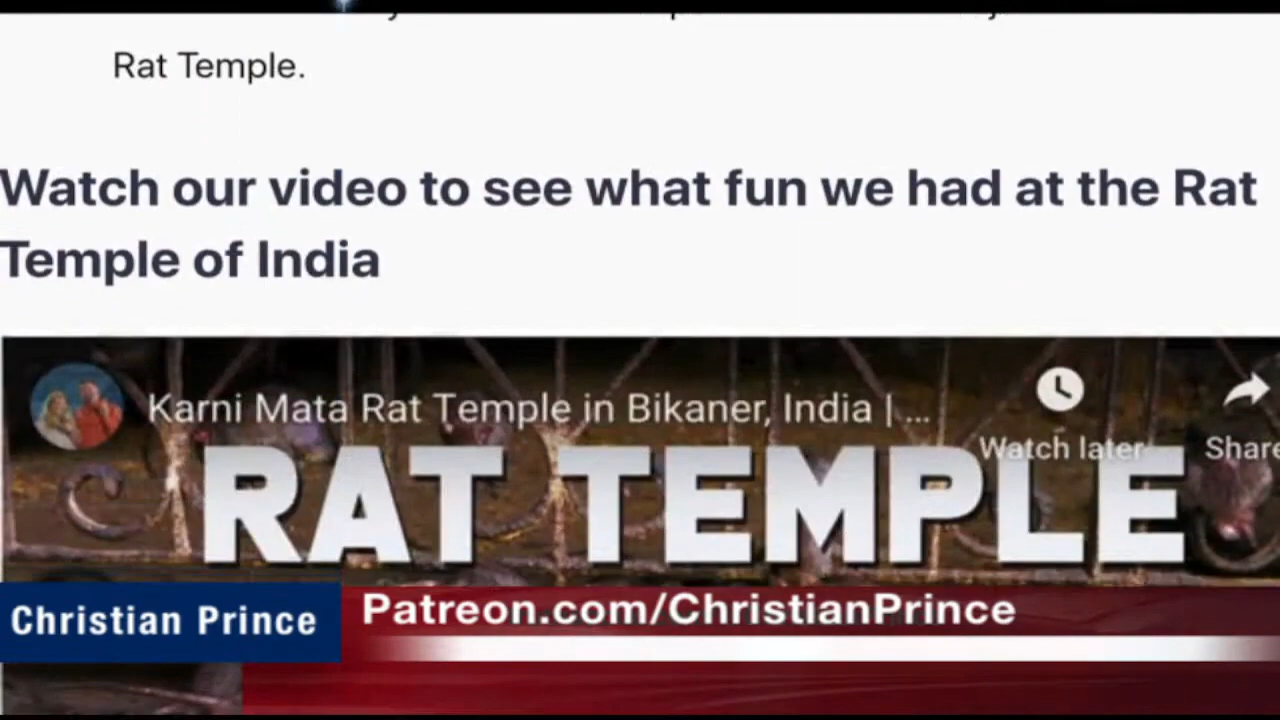 Rat Temple.
Watch our video to see what fun we had at the Rat
Temple of India
Karni Mata Rat Temple in Bikaner, India | ...
Watch later
Share
RAT TEMPLE
Christian Prince
Patreon.com/ChristianPrince